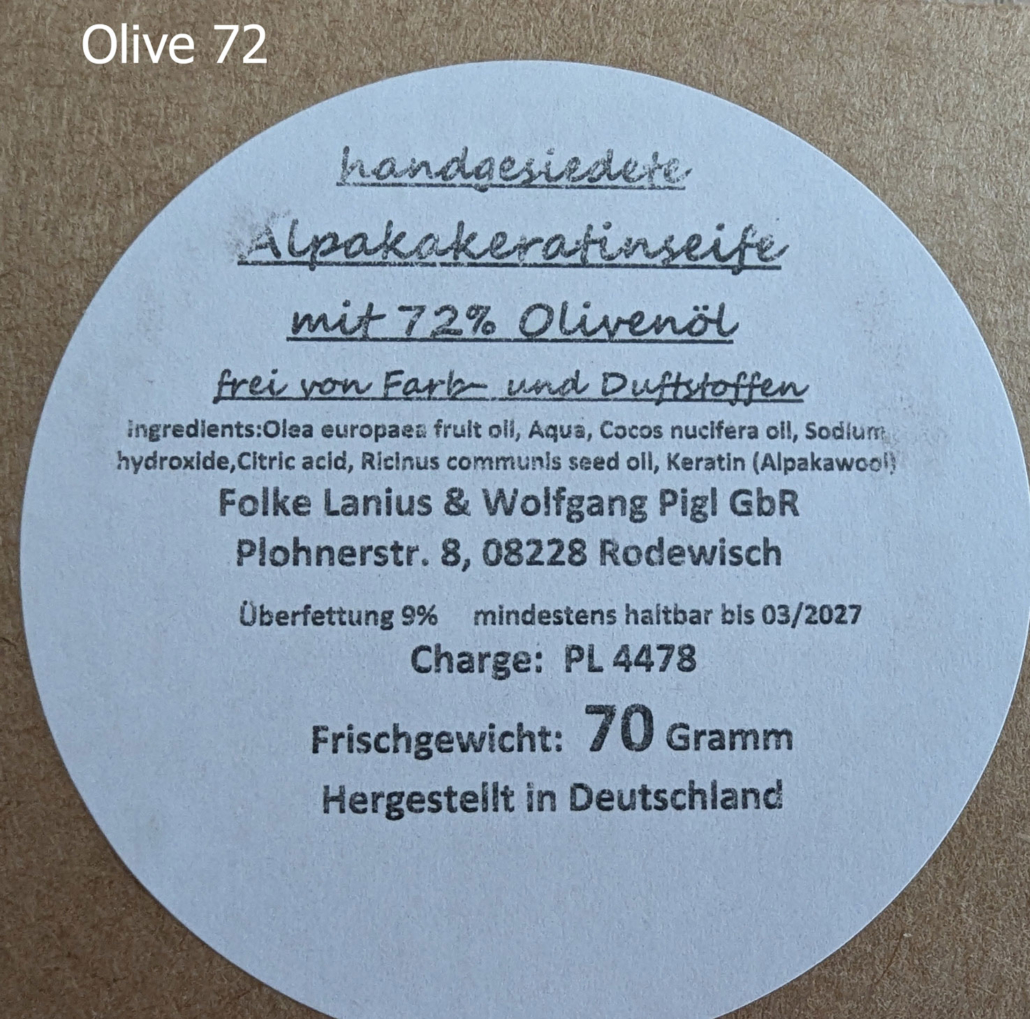 Olive 72
handgesiedete
Alpakakeratinseife
mit 72% Olivenöl
frei von Farb- und Duftstoffen
Ingredients:Olea europaea fruit oil, Aqua, Cocos nucifera oil, Sodium
hydroxide,Citric acid, Ricinus communis seed oil, Keratin (Alpakawool)
Folke Lanius & Wolfgang Pigl GbR
Plohnerstr. 8, 08228 Rodewisch
Überfettung 9% mindestens haltbar bis 03/2027
Charge: PL 4478
Frischgewicht: 70 Gramm
Hergestellt in Deutschland